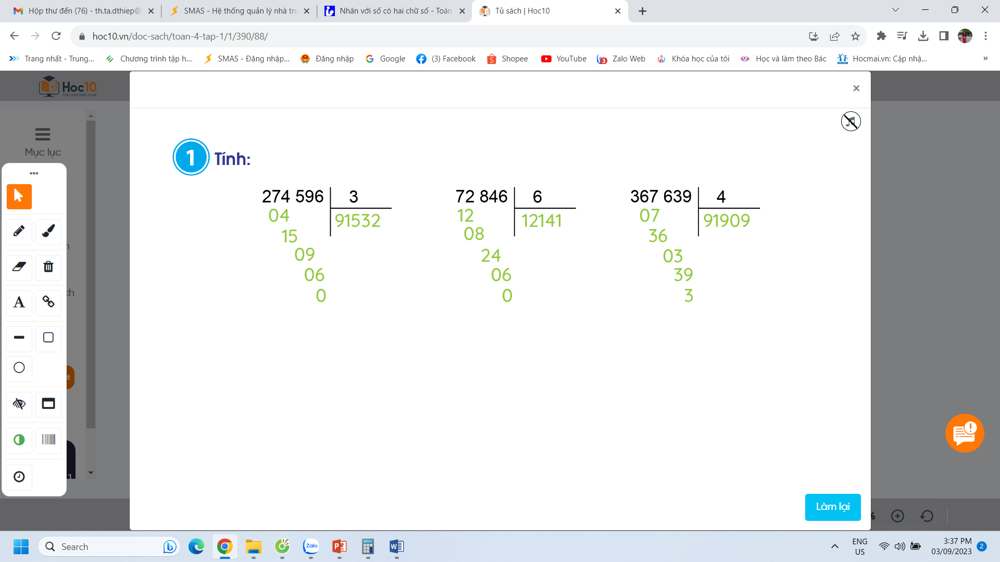 Hộp thư đến (76) - th.ta.dthiep@
SMAS - Hệ thống quản lý nhà trư
Nhân với số có hai chữ số - Toán
Tủ sách | Hoc10
hoc10.vn/doc-sach/toan-4-tap-1/1/390/88/
Trang nhất - Trung...
Chương trình tập h...
SMAS - Đăng nhập...
Đăng nhập
Google
(3) Facebook
Shopee
YouTube
Zalo Web
Khóa học của tôi
Học và làm theo Bác
Hocmai.vn: Cập nhậ...
»
Hoc10
Học một biết mười
Mục lục
1 Tính:
274 596 3
04 91532
15
09
06
0
72 846 6
12 12141
08
24
06
0
367 639 4
07 91909
36
03
39
3
A
Làm lại
Search
Zalo
ENG
US
3:37 PM
03/09/2023
2